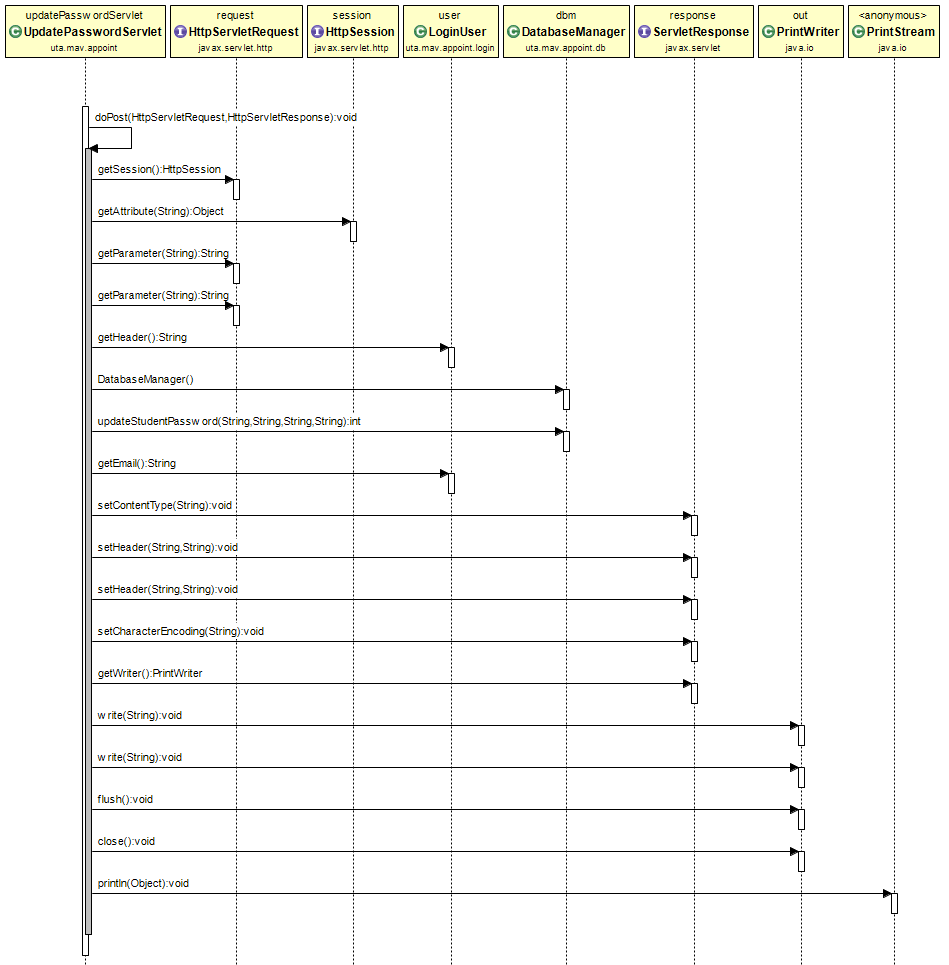 updatePasswordServlet
C UpdatePasswordServlet
uta.mav.appoint
request
I HttpServletRequest
javax.servlet.http
session
I HttpSession
javax.servlet.http
user
C LoginUser
uta.mav.appoint.login
dbm
C DatabaseManager
uta.mav.appoint.db
response
I ServletResponse
javax.servlet
out
C PrintWriter
java.io
<anonymous>
C PrintStream
java.io
doPost(HttpServletRequest,HttpServletResponse):void
getSession():HttpSession
getAttribute(String):Object
getParameter(String):String
getParameter(String):String
getHeader():String
DatabaseManager()
updateStudentPassword(String,String,String,String):int
getEmail():String
setContentType(String):void
setHeader(String,String):void
setHeader(String,String):void
setCharacterEncoding(String):void
getWriter():PrintWriter
write(String):void
write(String):void
flush():void
close():void
println(Object):void